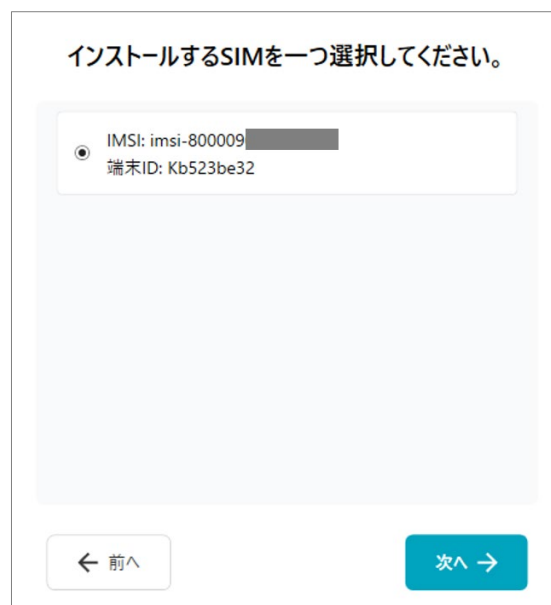 インストールするSIMを一つ選択してください。
IMSI: imsi-800009
端末ID: Kb523be32
← 前へ
次へ →